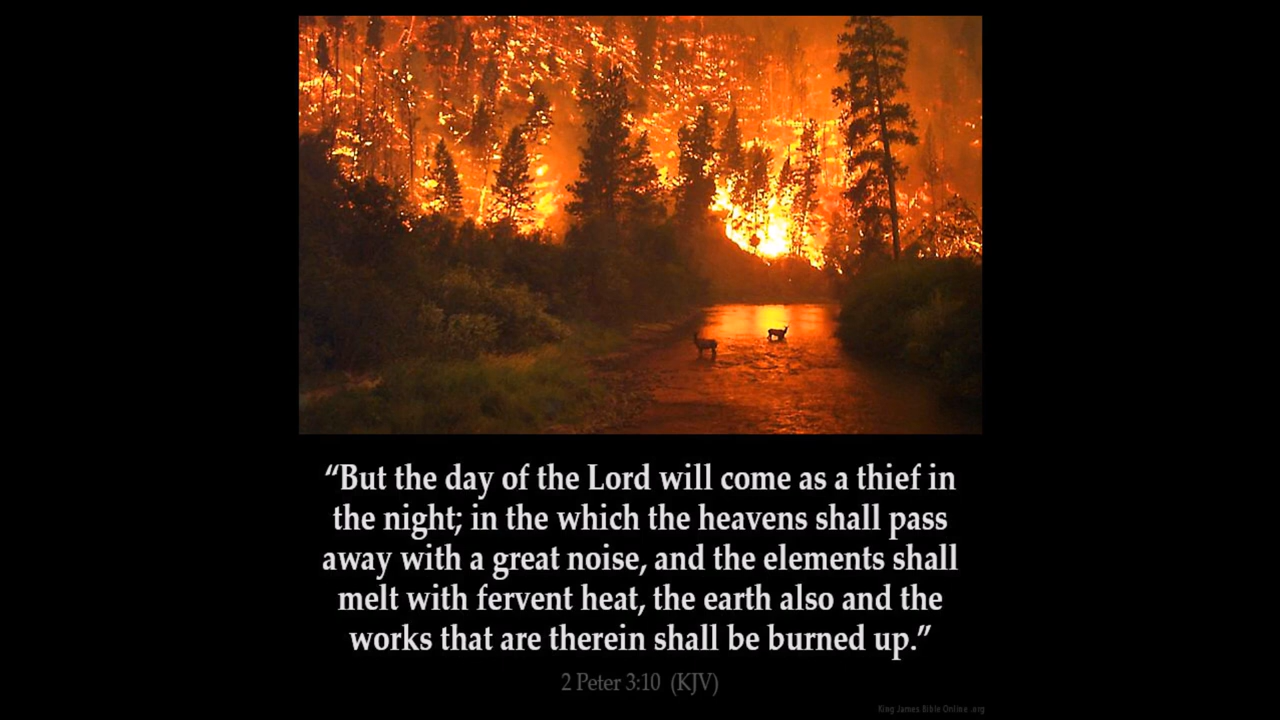 “But the day of the Lord will come as a thief in
the night; in the which the heavens shall pass
away with a great noise, and the elements shall
melt with fervent heat, the earth also and the
works that are therein shall be burned up.”
2 Peter 3:10 (KJV)
King James Bible Online .org